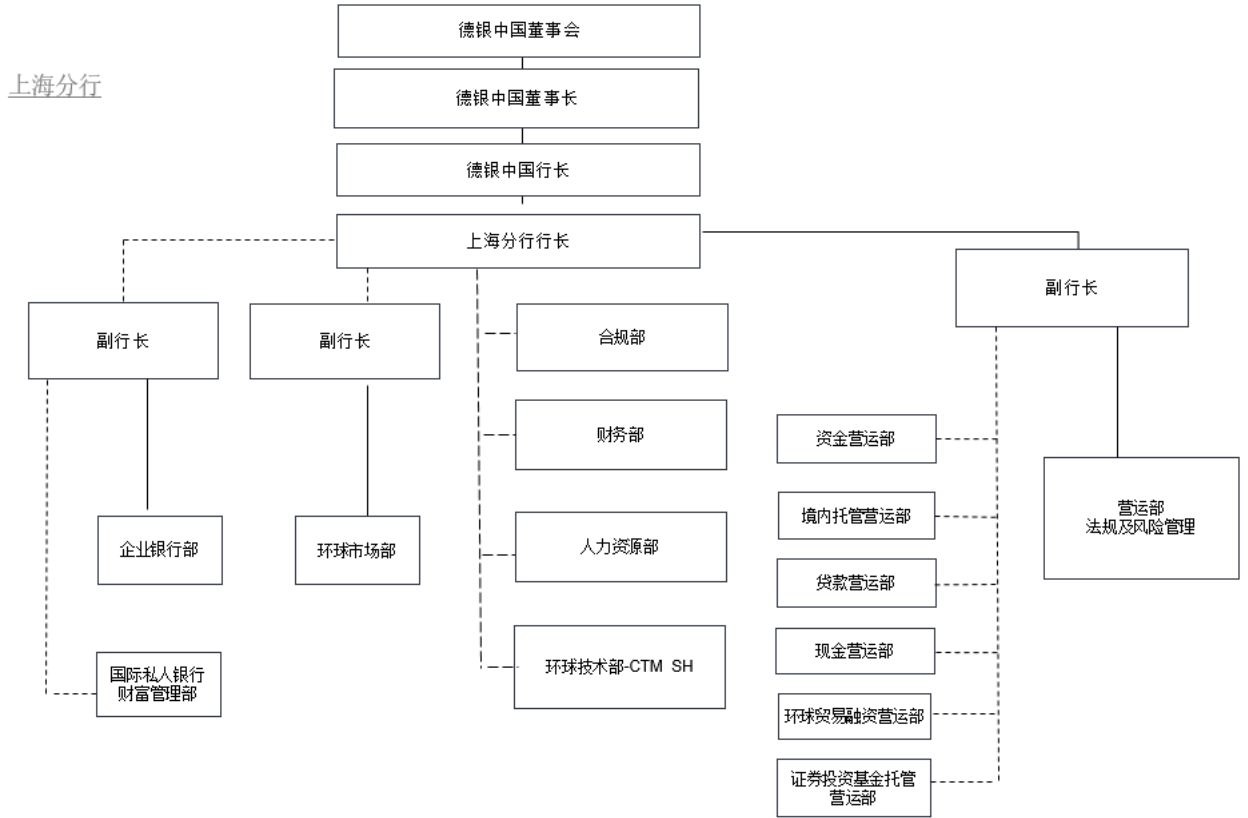 德银中国董事会
上海分行
德银中国董事长
德银中国行长
上海分行行长
副行长
副行长
副行长
合规部
财务部
人力资源部
环球技术部-CTM SH
企业银行部
环球市场部
国际私人银行
财富管理部
资金营运部
境内托管营运部
贷款营运部
现金营运部
环球贸易融资营运部
证券投资基金托管
营运部
营运部
法规及风险管理